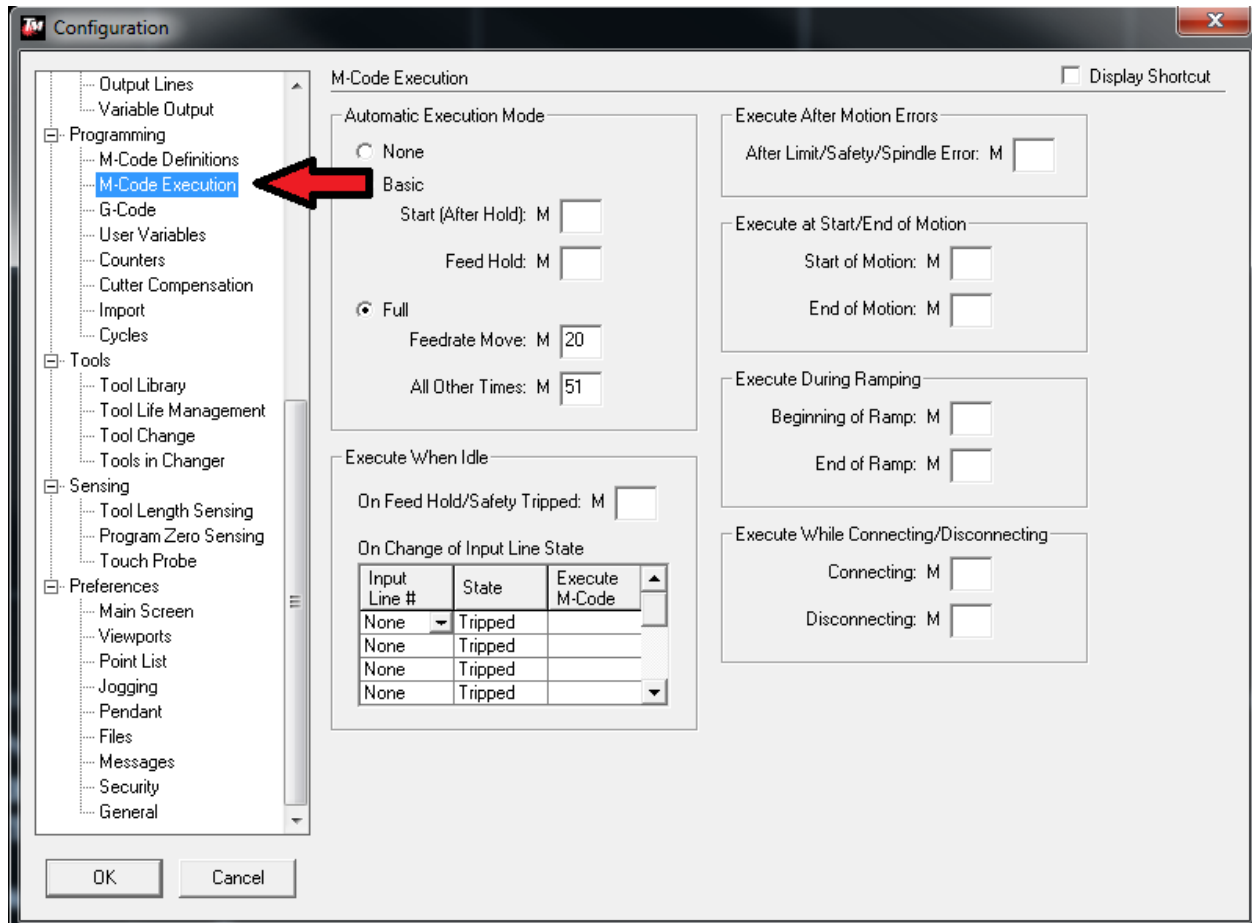 TM Configuration
X
Output Lines
Variable Output
Programming
M-Code Definitions
M-Code Execution
G-Code
User Variables
Counters
Cutter Compensation
Import
Cycles
Tools
Tool Library
Tool Life Management
Tool Change
Tools in Changer
Sensing
Tool Length Sensing
Program Zero Sensing
Touch Probe
Preferences
Main Screen
Viewports
Point List
Jogging
Pendant
Files
Messages
Security
General
OK Cancel
M-Code Execution
Display Shortcut
Automatic Execution Mode
None
Basic
Start (After Hold): M
Feed Hold: M
Full
Feedrate Move: M 20
All Other Times: M 51
Execute When Idle
On Feed Hold/Safety Tripped: M
On Change of Input Line State
Input Line # State Execute M-Code
None Tripped
None Tripped
None Tripped
None Tripped
Execute After Motion Errors
After Limit/Safety/Spindle Error: M
Execute at Start/End of Motion
Start of Motion: M
End of Motion: M
Execute During Ramping
Beginning of Ramp: M
End of Ramp: M
Execute While Connecting/Disconnecting
Connecting: M
Disconnecting: M